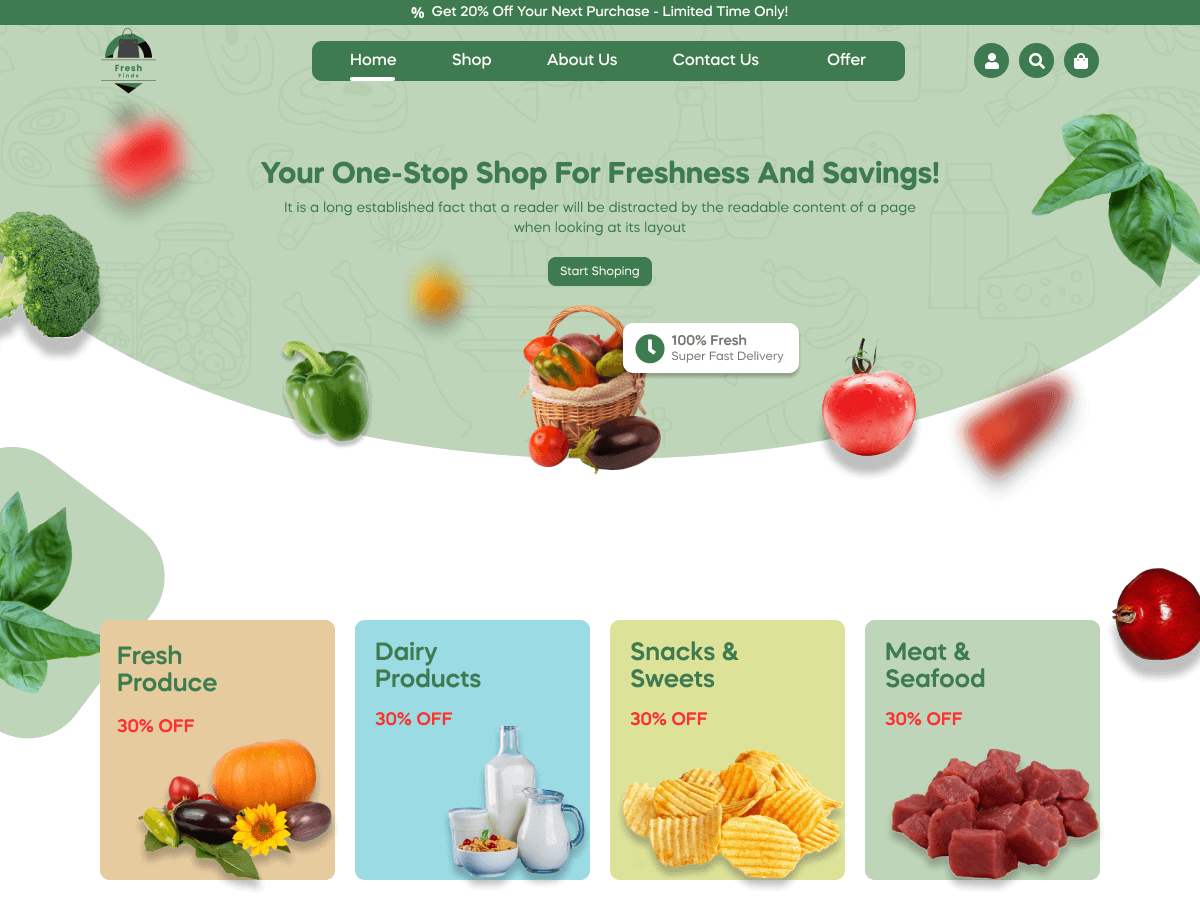 % Get 20% Off Your Next Purchase - Limited Time Only!
Fresh
Finds
Home Shop About Us Contact Us Offer
Your One-Stop Shop For Freshness And Savings!
It is a long established fact that a reader will be distracted by the readable content of a page
when looking at its layout
Start Shoping
100% Fresh
Super Fast Delivery
Fresh
Produce
30% OFF
Dairy
Products
30% OFF
Snacks &
Sweets
30% OFF
Meat &
Seafood
30% OFF